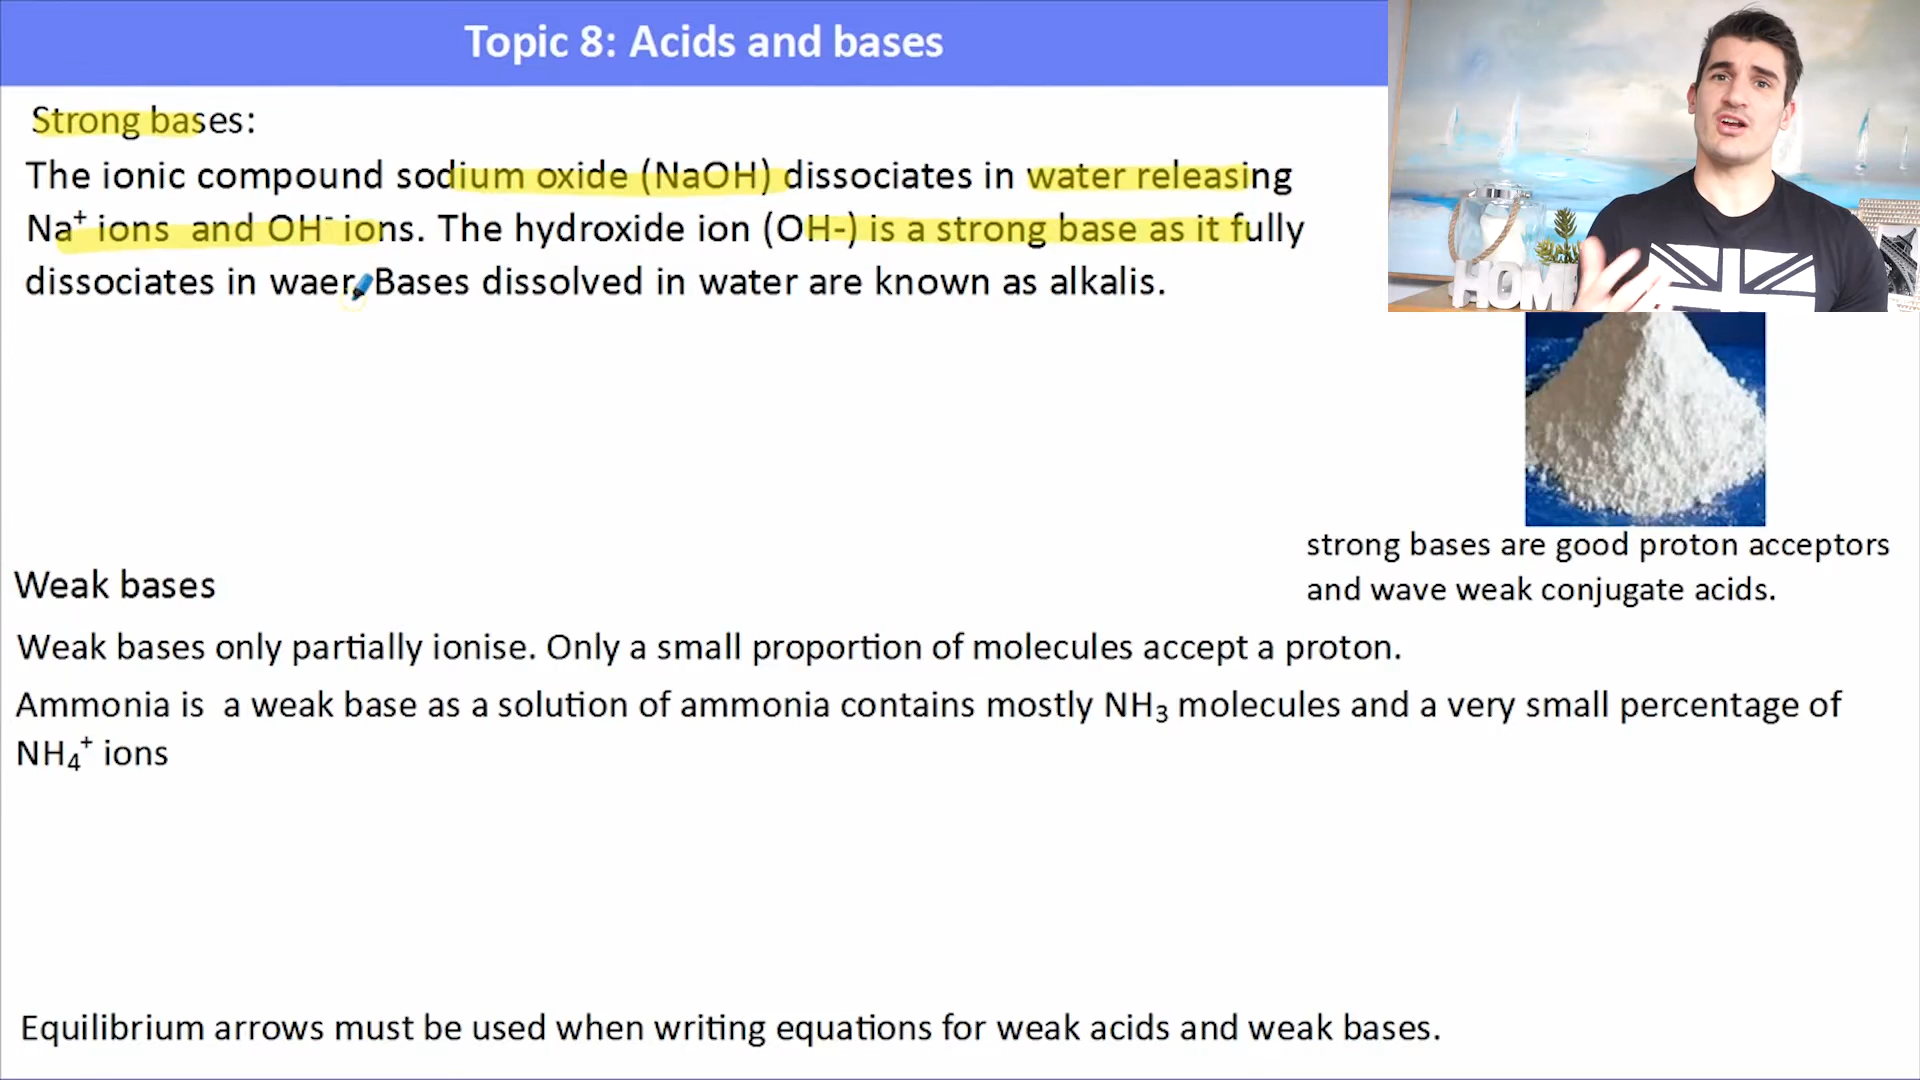 Topic 8: Acids and bases
Strong bases:
The ionic compound sodium oxide (NaOH) dissociates in water releasing
Na⁺ ions and OH⁻ ions. The hydroxide ion (OH-) is a strong base as it fully
dissociates in waer. Bases dissolved in water are known as alkalis.
HOME
strong bases are good proton acceptors
and wave weak conjugate acids.
Weak bases
Weak bases only partially ionise. Only a small proportion of molecules accept a proton.
Ammonia is a weak base as a solution of ammonia contains mostly NH₃ molecules and a very small percentage of
NH₄⁺ ions
Equilibrium arrows must be used when writing equations for weak acids and weak bases.